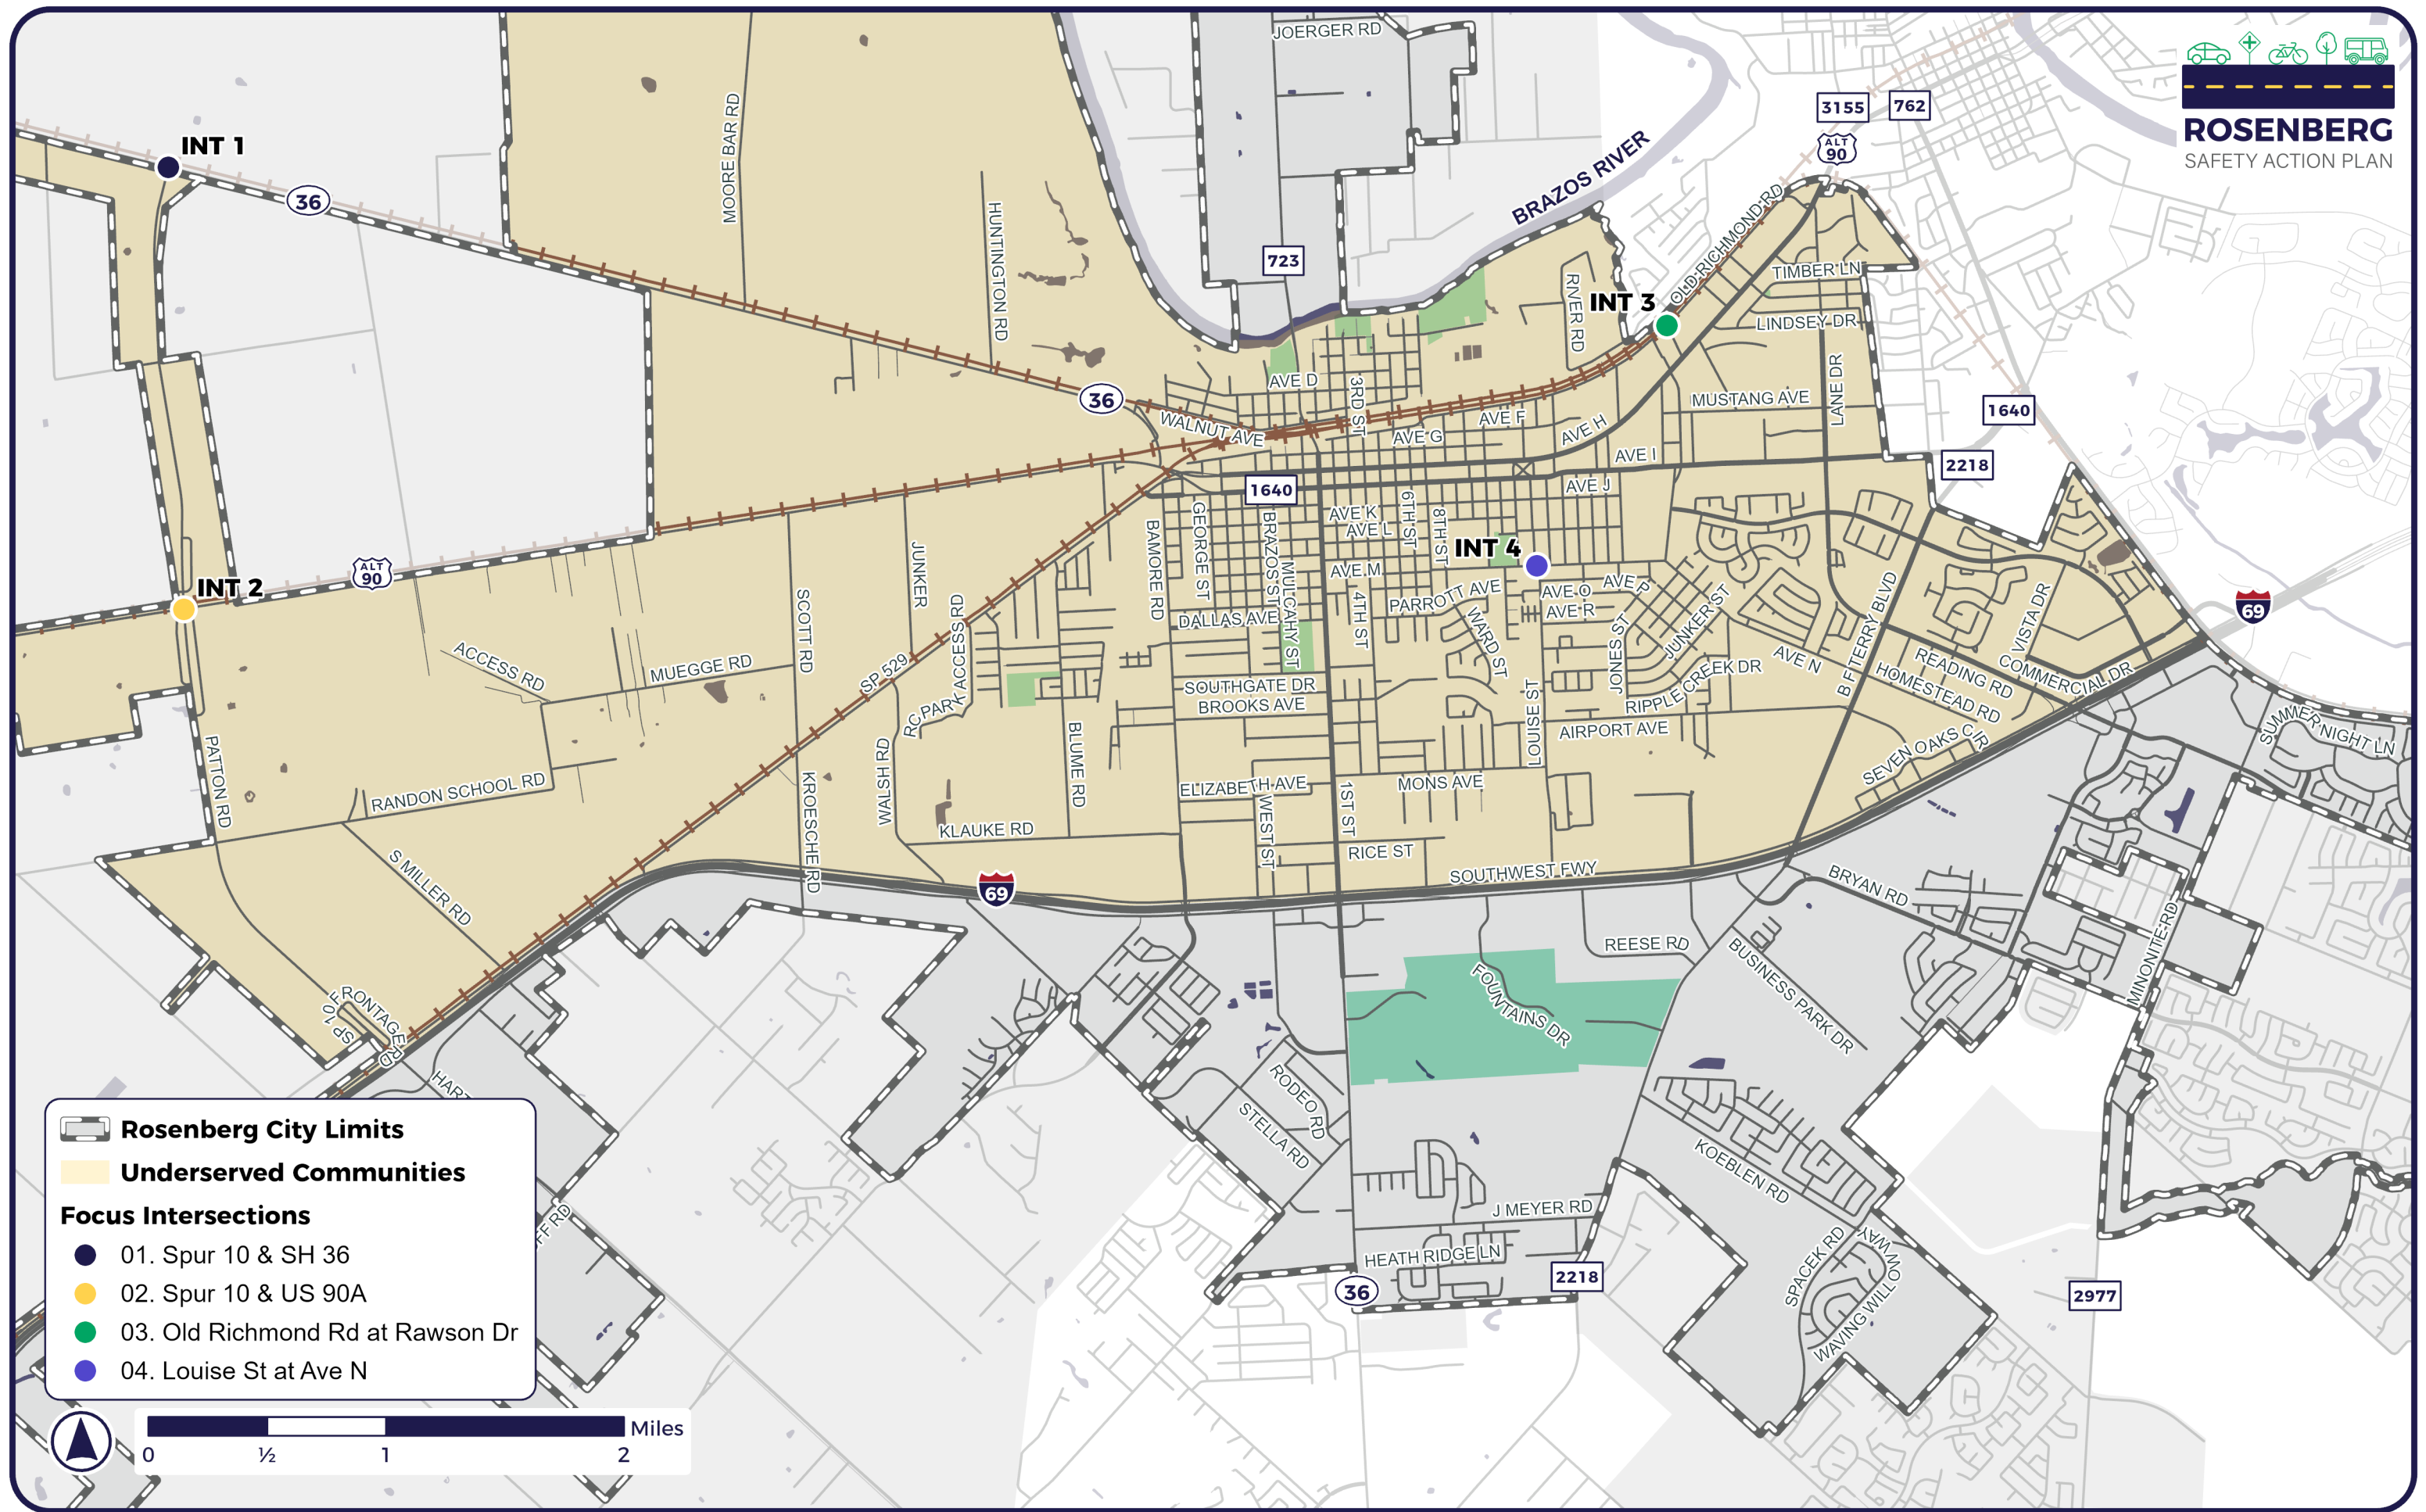 JOERGER RD
3155
762
ALT
90
ROSENBERG
SAFETY ACTION PLAN
INT 1
36
MOORE BAR RD
HUNTINGTON RD
BRAZOS RIVER
723
OLD RICHMOND RD
TIMBER LN
INT 3
RIVER RD
LINDSEY DR
LANE DR
AVE D
3RD ST
36
WALNUT AVE
AVE F
AVE G
AVE H
MUSTANG AVE
1640
AVE I
2218
1640
AVE J
6TH ST
8TH ST
AVE K
AVE L
GEORGE ST
BAMORE RD
BRAZOS ST
MULCAHY ST
INT 4
AVE M
4TH ST
PARROTT AVE
AVE O
AVE P
AVE R
DALLAS AVE
WARD ST
JONES ST
JUNKER ST
ALT
90
INT 2
JUNKER
SCOTT RD
ACCESS RD
RC PARK
ACCESS RD
MUEGGE RD
SP 529
SOUTHGATE DR
BROOKS AVE
LOUISE ST
RIPPLE CREEK DR
AVE N
AIRPORT AVE
B F TERRY BLVD
VISTA DR
READING RD
COMMERCIAL DR
HOMESTEAD RD
69
SUMMER NIGHT LN
SEVEN OAKS CIR
PATTON RD
RANDON SCHOOL RD
WALSH RD
BLUME RD
KROESCHE RD
ELIZABETH AVE
WEST ST
1ST ST
MONS AVE
KLAUKE RD
RICE ST
SOUTHWEST FWY
69
S MILLER RD
BRYAN RD
REESE RD
BUSINESS PARK DR
MINONITE RD
FOUNTAINS DR
FRONTAGE RD
SP 10
RODEO RD
STELLA RD
KOEBLEN RD
J MEYER RD
HEATH RIDGE LN
36
2218
SPACEK RD
WAVING WILLOW WAY
2977
Rosenberg City Limits
Underserved Communities
Focus Intersections
01. Spur 10 & SH 36
02. Spur 10 & US 90A
03. Old Richmond Rd at Rawson Dr
04. Louise St at Ave N
0 ½ 1 2 Miles